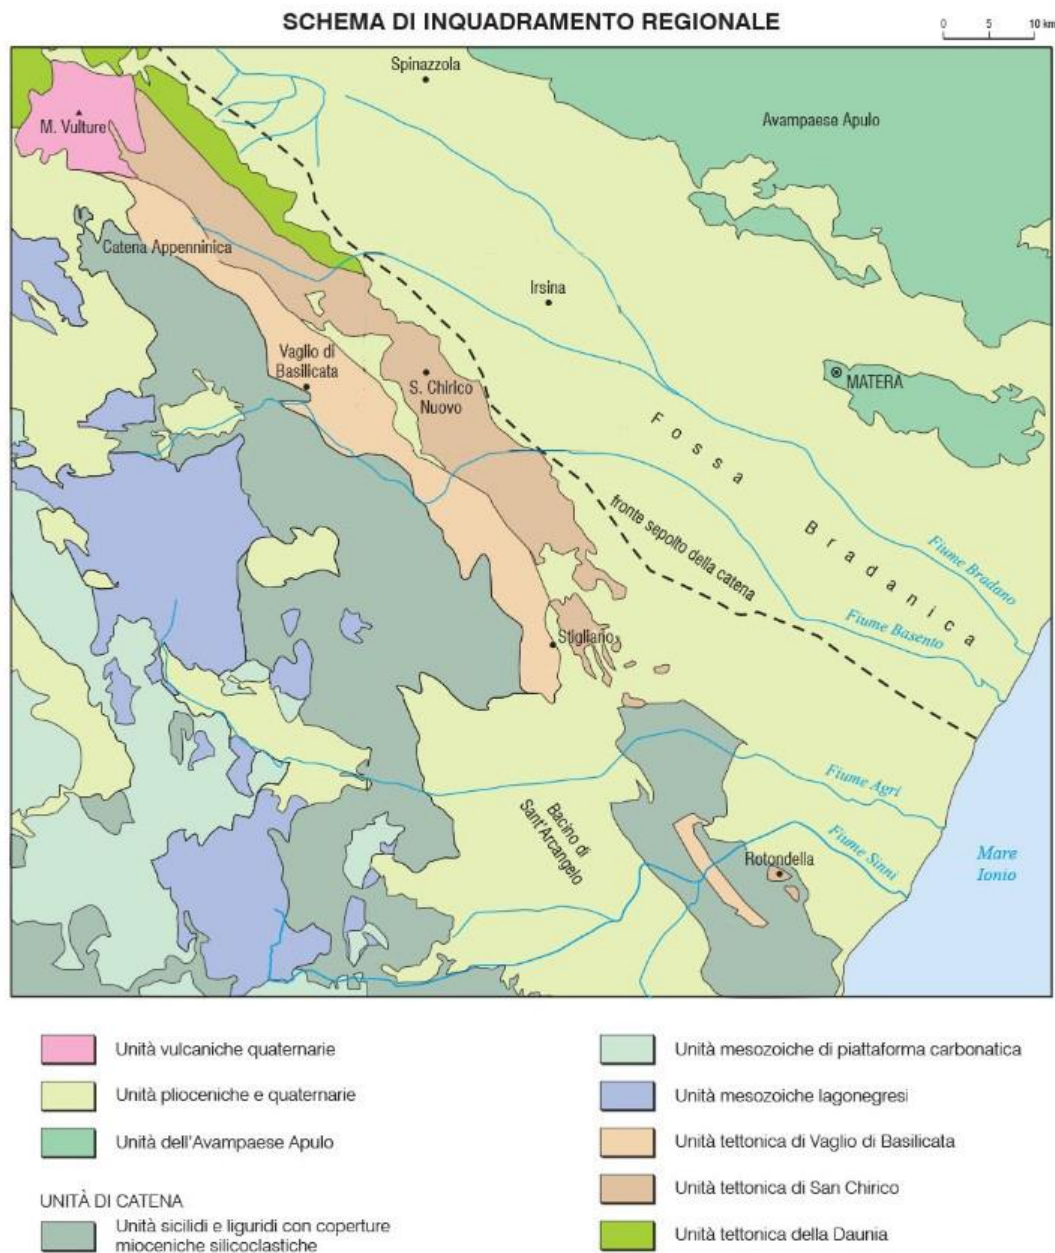 SCHEMA DI INQUADRAMENTO REGIONALE
0 5 10 km
Spinazzola
M. Vulture
Avampaese Apulo
Catena Appenninica
Irsina
Vaglio di
Basilicata
S. Chirico
Nuovo
MATERA
Fossa Bradanica
fronte sepolto della catena
Fiume Bradano
Fiume Basento
Stigliano
Fiume Agri
Bacino di
Sant'Arcangelo
Rotondella
Fiume Sinni
Mare
Ionio
Unità vulcaniche quaternarie
Unità plioceniche e quaternarie
Unità dell'Avampaese Apulo
UNITÀ DI CATENA
Unità sicilidi e liguridi con coperture
mioceniche silicoclastiche
Unità mesozoiche di piattaforma carbonatica
Unità mesozoiche lagonegresi
Unità tettonica di Vaglio di Basilicata
Unità tettonica di San Chirico
Unità tettonica della Daunia